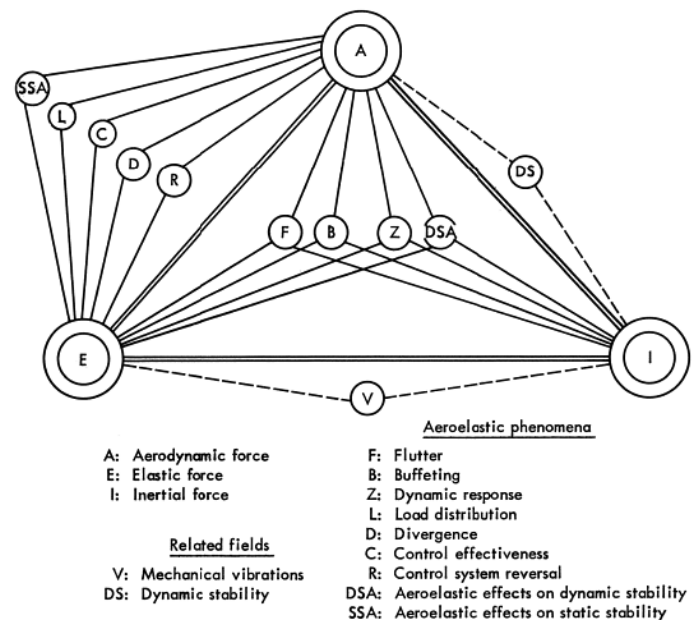 A
SSA
L
C
D
R
DS
F
B
Z
DSA
E
I
V
Aeroelastic phenomena
A: Aerodynamic force
E: Elastic force
I: Inertial force
F: Flutter
B: Buffeting
Z: Dynamic response
L: Load distribution
D: Divergence
C: Control effectiveness
R: Control system reversal
DSA: Aeroelastic effects on dynamic stability
SSA: Aeroelastic effects on static stability
Related fields
V: Mechanical vibrations
DS: Dynamic stability